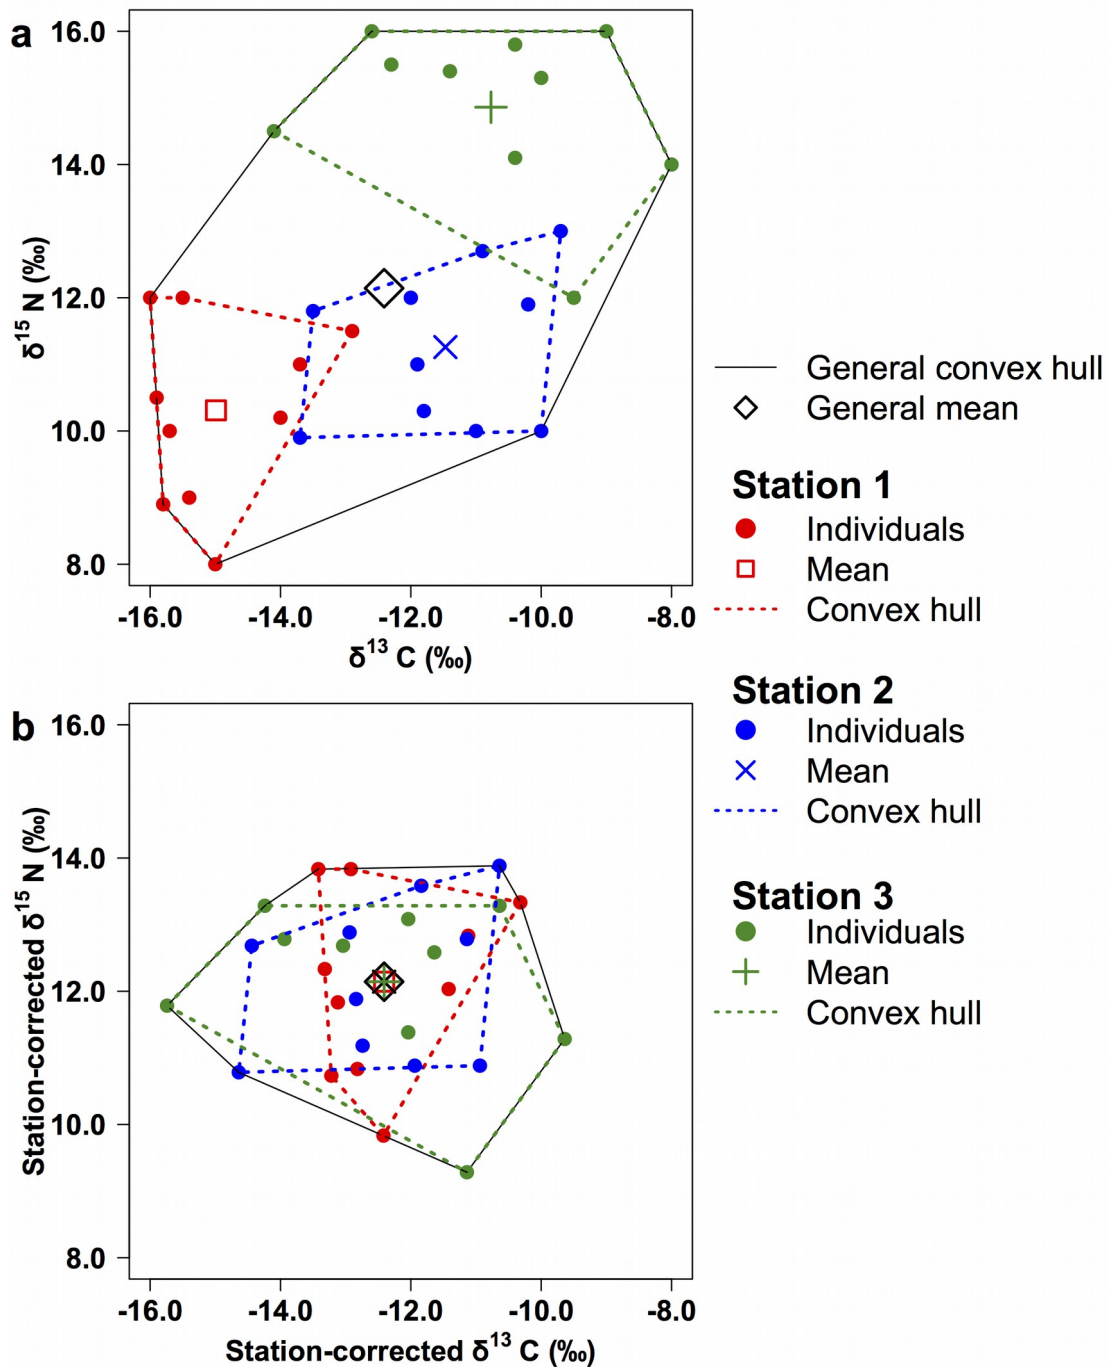 a
16.0
14.0
12.0
10.0
8.0
δ15 N (‰)
-16.0 -14.0 -12.0 -10.0 -8.0
δ13 C (‰)
General convex hull
General mean
Station 1
Individuals
Mean
Convex hull
Station 2
Individuals
Mean
Convex hull
Station 3
Individuals
Mean
Convex hull
b
16.0
14.0
12.0
10.0
8.0
Station-corrected δ15 N (‰)
-16.0 -14.0 -12.0 -10.0 -8.0
Station-corrected δ13 C (‰)